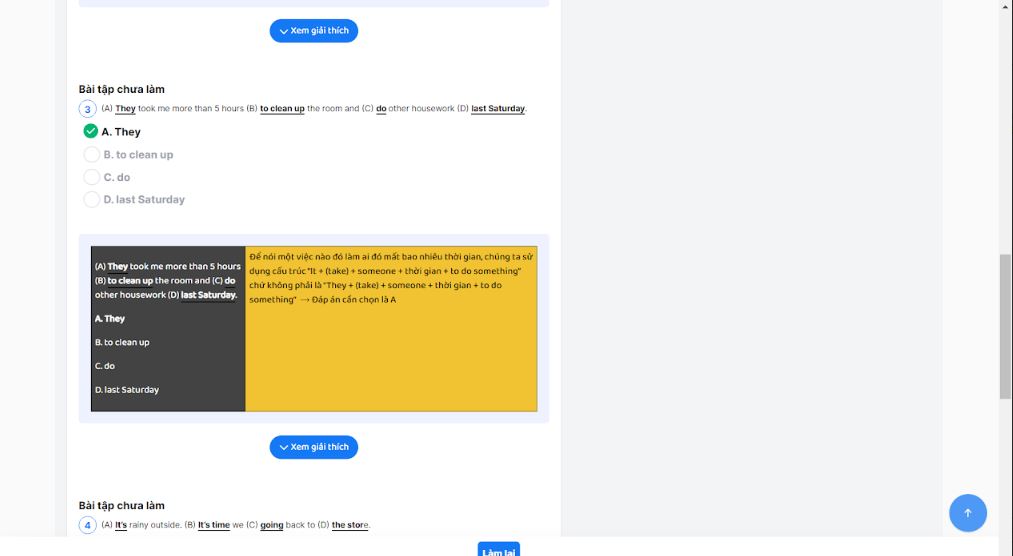 Xem giải thích
Bài tập chưa làm
3 (A) They took me more than 5 hours (B) to clean up the room and (C) do other housework (D) last Saturday.
A. They
B. to clean up
C. do
D. last Saturday
(A) They took me more than 5 hours
(B) to clean up the room and (C) do
other housework (D) last Saturday.
A. They
B. to clean up
C. do
D. last Saturday
Để nói một việc nào đó làm ai đó mất bao nhiêu thời gian, chúng ta sử
dụng cấu trúc "It + (take) + someone + thời gian + to do something"
chứ không phải là "They + (take) + someone + thời gian + to do
something" → Đáp án cần chọn là A
Xem giải thích
Bài tập chưa làm
4 (A) It's rainy outside. (B) It's time we (C) going back to (D) the store.
Làm lại